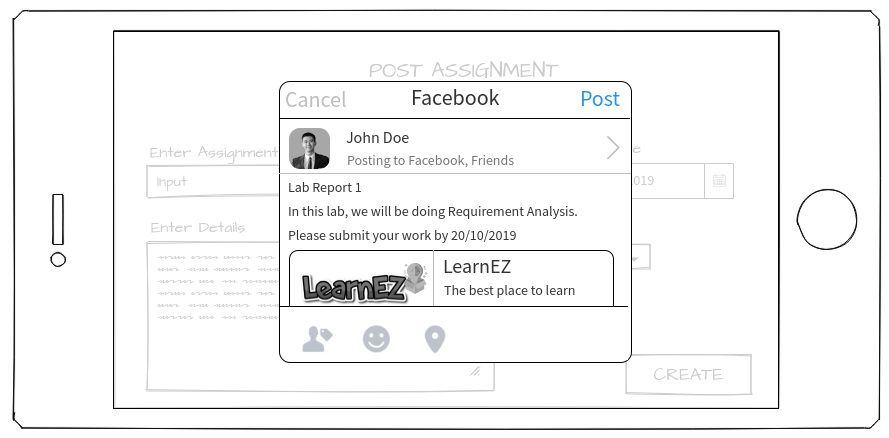 POST ASSIGNMENT
Cancel Facebook Post
John Doe
Posting to Facebook, Friends
Enter Assignment
Input
2019
Lab Report 1
In this lab, we will be doing Requirement Analysis.
Please submit your work by 20/10/2019
Enter Details
LearnEZ
LearnEZ
The best place to learn
CREATE